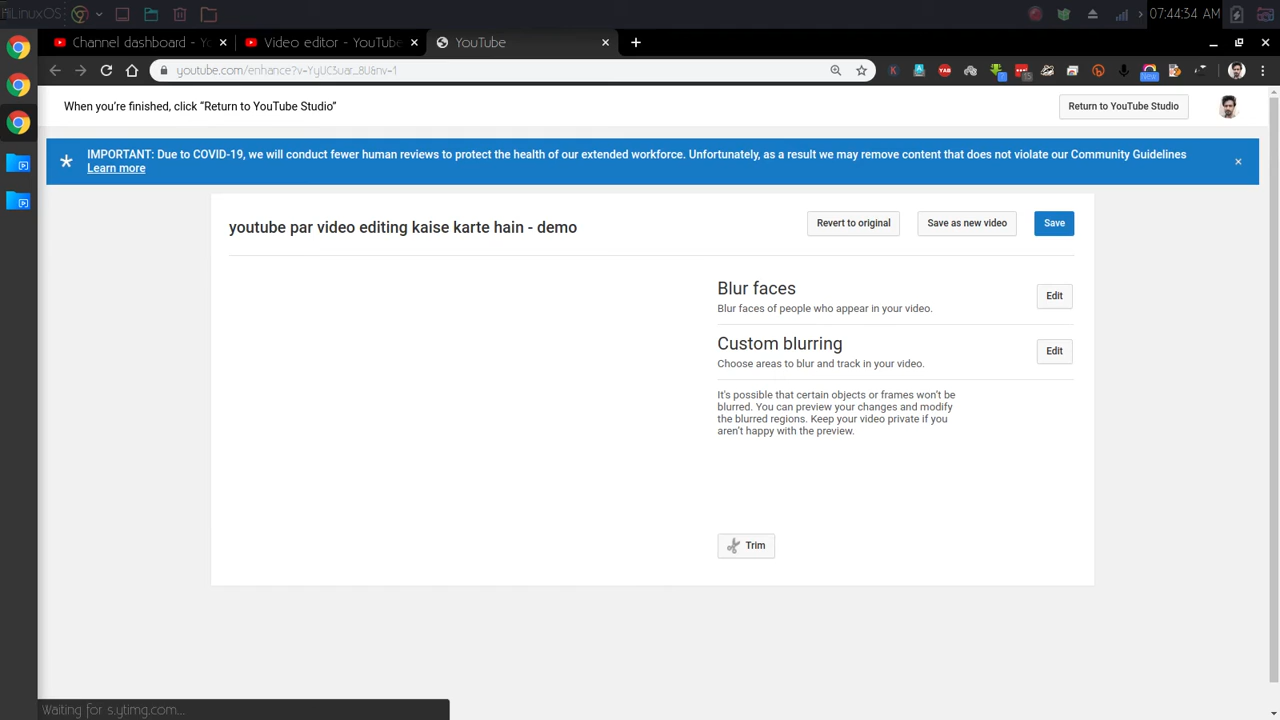 HiLinuxOS
07:44:34 AM
Channel dashboard - Yo
Video editor - YouTube
YouTube
youtube.com/enhance?v=YyUC5uar_8U&nv=1
When you're finished, click “Return to YouTube Studio”
Return to YouTube Studio
IMPORTANT: Due to COVID-19, we will conduct fewer human reviews to protect the health of our extended workforce. Unfortunately, as a result we may remove content that does not violate our Community Guidelines
Learn more
youtube par video editing kaise karte hain - demo
Revert to original
Save as new video
Save
Blur faces
Blur faces of people who appear in your video.
Edit
Custom blurring
Choose areas to blur and track in your video.
Edit
It's possible that certain objects or frames won't be
blurred. You can preview your changes and modify
the blurred regions. Keep your video private if you
aren't happy with the preview.
Trim
Waiting for s.ytimg.com...